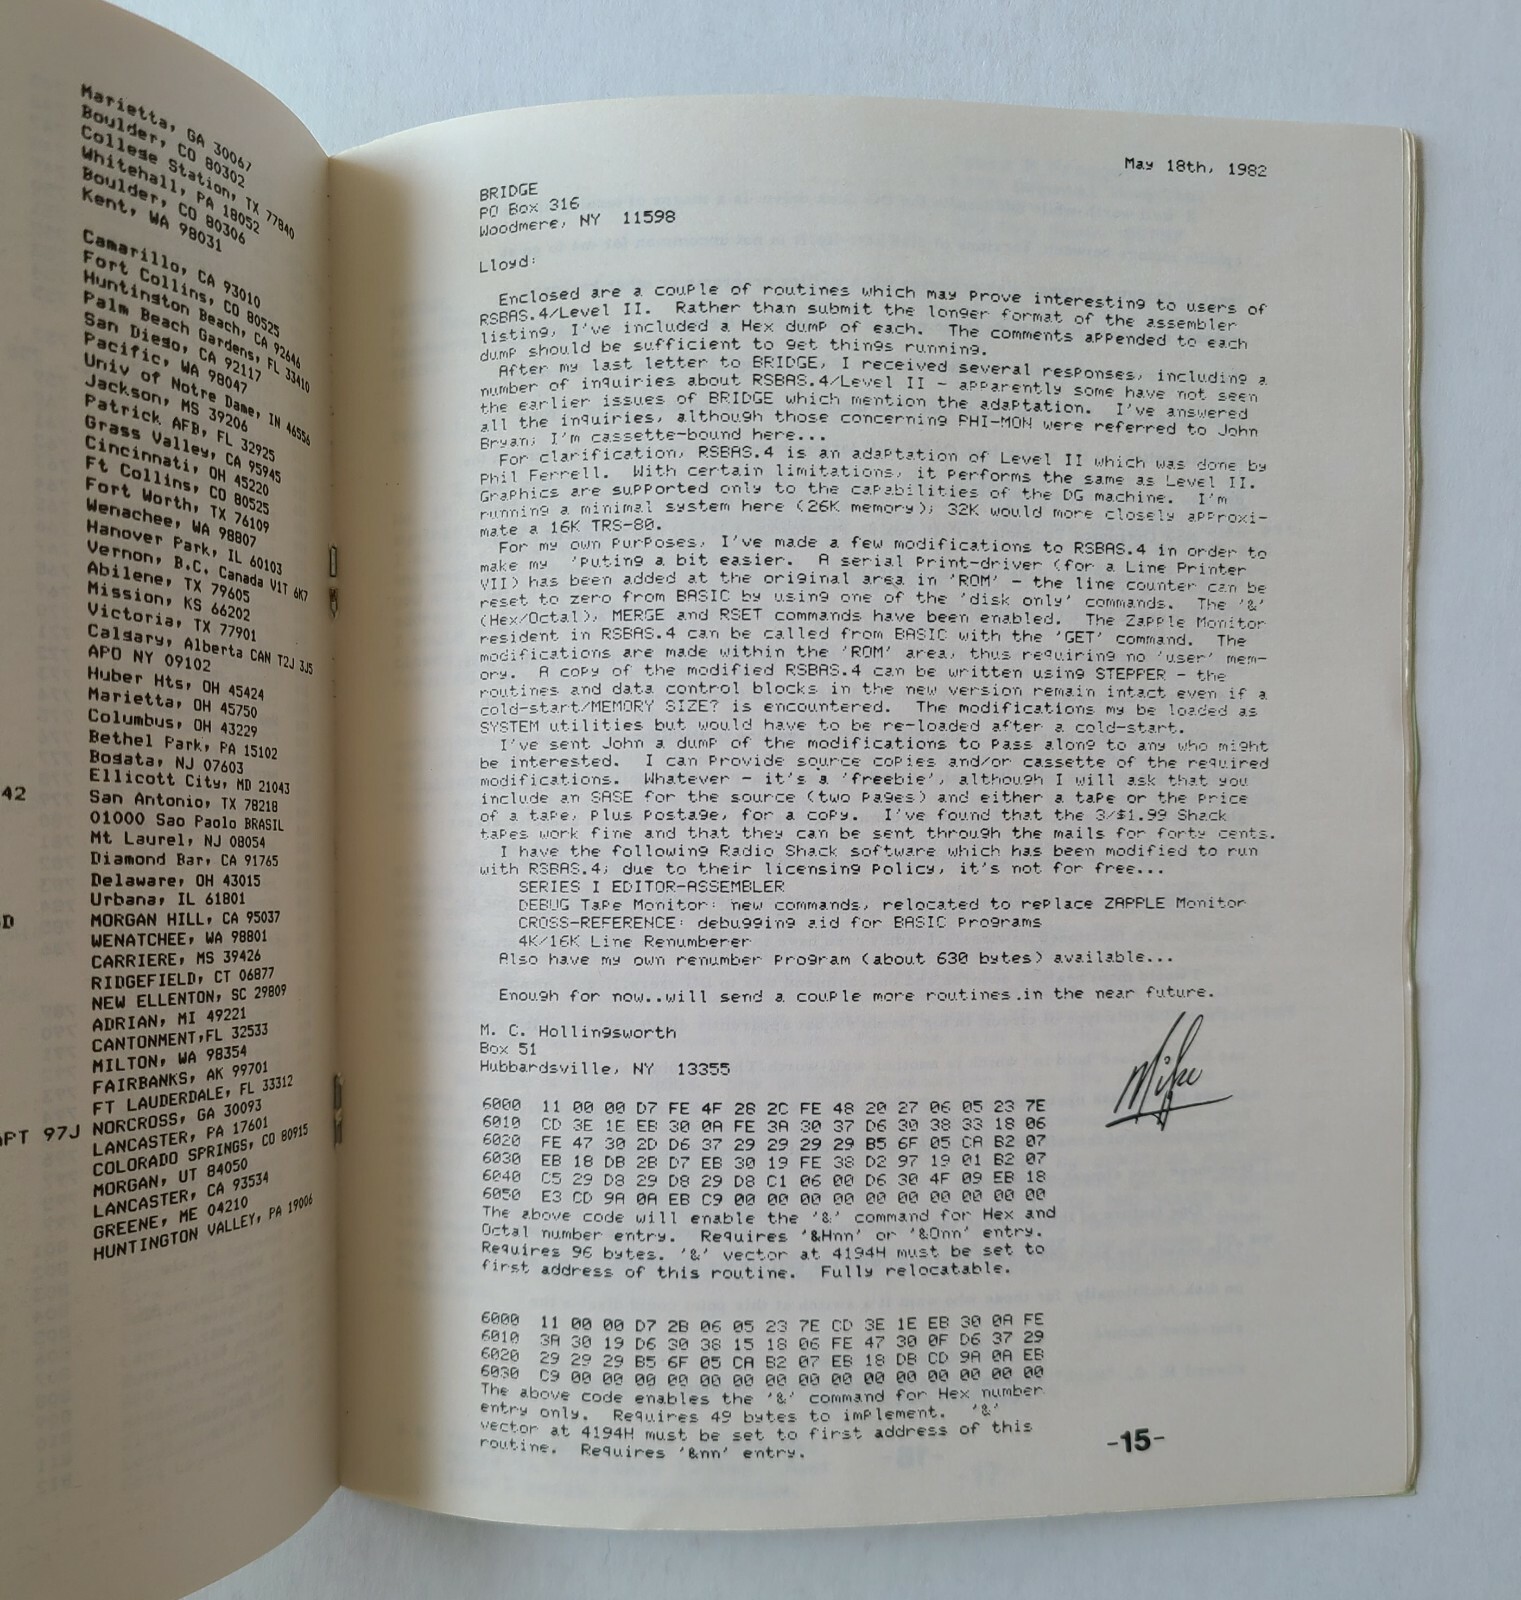 Marietta, GA 30067
Boulder, CO 80302
College Station, TX 77840
Whitehall, PA 18052
Boulder, CO 80306
Kent, WA 98031
Camarillo, CA 93010
Fort Collins, CO 80525
Huntington Beach, CA 92646
Palm Beach Gardens, FL 33410
San Diego, CA 92117
Pacific, WA 98047
Univ of Notre Dame, IN 46556
Jackson, MS 39206
Patrick AFB, FL 32925
Grass Valley, CA 95945
Cincinnati, OH 45220
Ft Collins, CO 80525
Fort Worth, TX 76109
Wenachee, WA 98807
Hanover Park, IL 60103
Vernon, B.C. Canada V1T 6K7
Abilene, TX 79605
Mission, KS 66202
Victoria, TX 77901
Calgary, Alberta CAN T2J 3J5
APO NY 09102
Huber Hts, OH 45424
Marietta, OH 45750
Columbus, OH 43229
Bethel Park, PA 15102
Bogata, NJ 07603
Ellicott City, MD 21043
42 San Antonio, TX 78218
01000 Sao Paolo BRASIL
Mt Laurel, NJ 08054
Diamond Bar, CA 91765
Delaware, OH 43015
Urbana, IL 61801
D MORGAN HILL, CA 95037
WENATCHEE, WA 98801
CARRIERE, MS 39426
RIDGEFIELD, CT 06877
NEW ELLENTON, SC 29809
ADRIAN, MI 49221
CANTONMENT,FL 32533
MILTON, WA 98354
FAIRBANKS, AK 99701
FT LAUDERDALE, FL 33312
PT 97J NORCROSS, GA 30093
LANCASTER, PA 17601
COLORADO SPRINGS, CO 80915
MORGAN, UT 84050
LANCASTER, CA 93534
GREENE, ME 04210
HUNTINGTON VALLEY, PA 19006
May 18th, 1982
BRIDGE
PO Box 316
Woodmere, NY 11598
Lloyd:
Enclosed are a couple of routines which may prove interesting to users of
RSBAS.4/Level II. Rather than submit the longer format of the assembler
listing, I've included a Hex dump of each. The comments appended to each
dump should be sufficient to get things running.
After my last letter to BRIDGE, I received several responses, including a
number of inquiries about RSBAS.4/Level II - apparently some have not seen
the earlier issues of BRIDGE which mention the adaptation. I've answered
all the inquiries, although those concerning PHI-MON were referred to John
Bryan; I'm cassette-bound here...
For clarification, RSBAS.4 is an adaptation of Level II which was done by
Phil Ferrell. With certain limitations, it performs the same as Level II.
Graphics are supported only to the capabilities of the DG machine. I'm
running a minimal system here (26K memory); 32K would more closely approxi-
mate a 16K TRS-80.
For my own purposes, I've made a few modifications to RSBAS.4 in order to
make my 'puting a bit easier. A serial print-driver (for a Line Printer
VII) has been added at the original area in 'ROM' - the line counter can be
reset to zero from BASIC by using one of the 'disk only' commands. The '&'
(Hex/Octal), MERGE and RSET commands have been enabled. The Zapple Monitor
resident in RSBAS.4 can be called from BASIC with the 'GET' command. The
modifications are made within the 'ROM' area, thus requiring no 'user' mem-
ory. A copy of the modified RSBAS.4 can be written using STEPPER - the
routines and data control blocks in the new version remain intact even if a
cold-start/MEMORY SIZE? is encountered. The modifications my be loaded as
SYSTEM utilities but would have to be re-loaded after a cold-start.
I've sent John a dump of the modifications to pass along to any who might
be interested. I can provide source copies and/or cassette of the required
modifications. Whatever - it's a 'freebie', although I will ask that you
include an SASE for the source (two pages) and either a tape or the price
of a tape, plus postage, for a copy. I've found that the 3/$1.99 Shack
tapes work fine and that they can be sent through the mails for forty cents.
I have the following Radio Shack software which has been modified to run
with RSBAS.4; due to their licensing policy, it's not for free...
SERIES I EDITOR-ASSEMBLER
DEBUG Tape Monitor: new commands, relocated to replace ZAPPLE Monitor
CROSS-REFERENCE: debugging aid for BASIC programs
4K/16K Line Renumberer
Also have my own renumber program (about 630 bytes) available...
Enough for now..will send a couple more routines.in the near future.
M. C. Hollingsworth
Box 51
Hubbardsville, NY 13355
Mike
6000 11 00 00 D7 FE 4F 28 2C FE 48 20 27 06 05 23 7E
6010 CD 3E 1E EB 30 0A FE 3A 30 37 D6 30 38 33 18 06
6020 FE 47 30 2D D6 37 29 29 29 29 B5 6F 05 CA B2 07
6030 EB 18 DB 2B D7 EB 30 19 FE 38 D2 97 19 01 B2 07
6040 C5 29 D8 29 D8 29 D8 C1 06 00 D6 30 4F 09 EB 18
6050 E3 CD 9A 0A EB C9 00 00 00 00 00 00 00 00 00 00
The above code will enable the '&' command for Hex and
Octal number entry. Requires '&Hnn' or '&Onn' entry.
Requires 96 bytes. '&' vector at 4194H must be set to
first address of this routine. Fully relocatable.
6000 11 00 00 D7 2B 06 05 23 7E CD 3E 1E EB 30 0A FE
6010 3A 30 19 D6 30 38 15 18 06 FE 47 30 0F D6 37 29
6020 29 29 29 B5 6F 05 CA B2 07 EB 18 DB CD 9A 0A EB
6030 C9 00 00 00 00 00 00 00 00 00 00 00 00 00 00 00
The above code enables the '&' command for Hex number
entry only. Requires 49 bytes to implement. '&'
vector at 4194H must be set to first address of this
routine. Requires '&nn' entry.
-15-